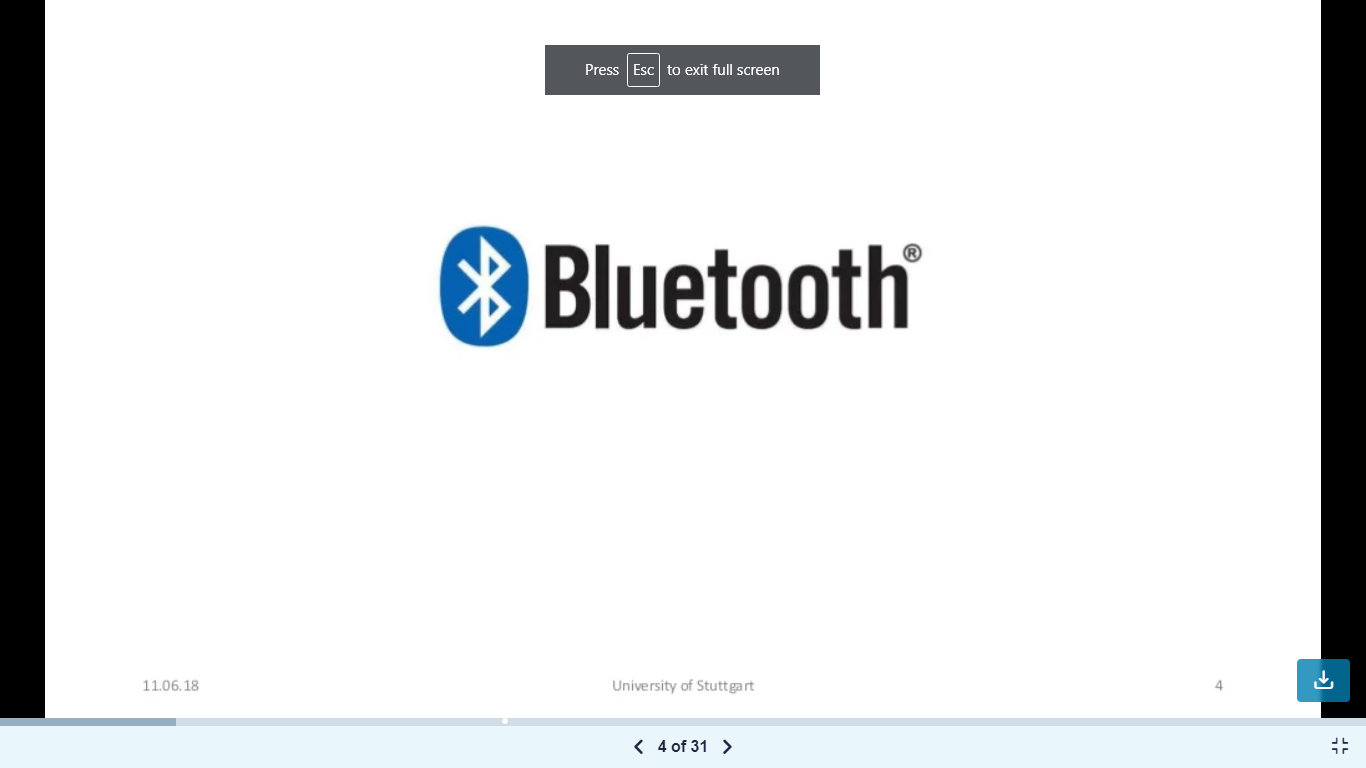 Press Esc to exit full screen
Bluetooth®
11.06.18 University of Stuttgart 4
4 of 31